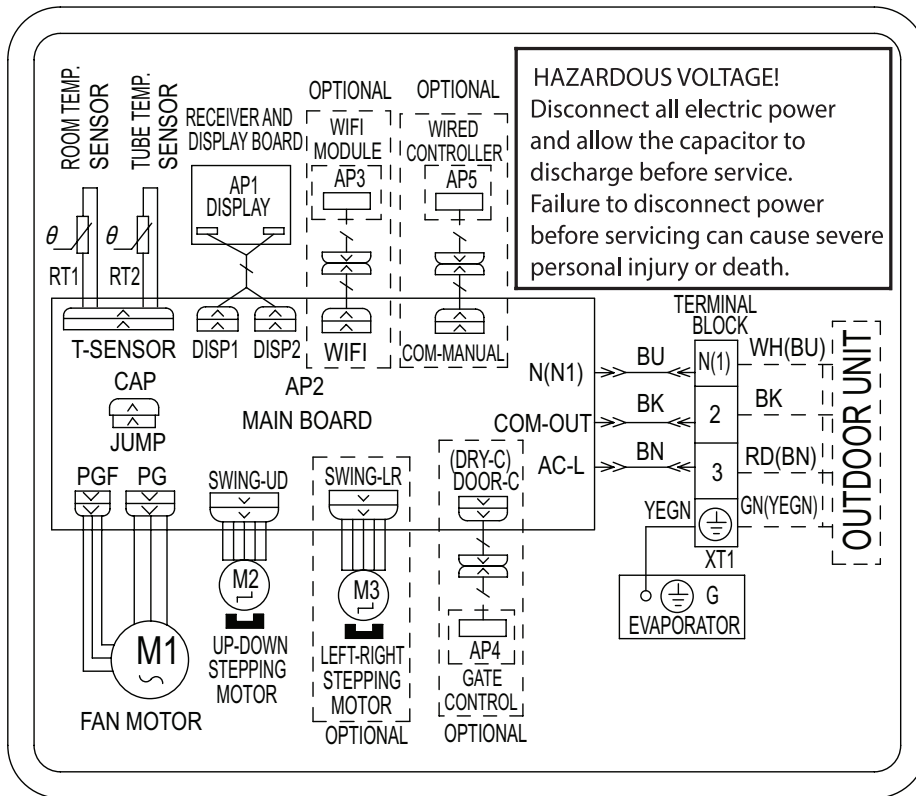 ROOM TEMP.
SENSOR
TUBE TEMP.
SENSOR
θ
RT1
θ
RT2
RECEIVER AND
DISPLAY BOARD
AP1
DISPLAY
OPTIONAL
WIFI
MODULE
AP3
OPTIONAL
WIRED
CONTROLLER
AP5
HAZARDOUS VOLTAGE!
Disconnect all electric power
and allow the capacitor to
discharge before service.
Failure to disconnect power
before servicing can cause severe
personal injury or death.
T-SENSOR
DISP1
DISP2
WIFI
COM-MANUAL
CAP
JUMP
AP2
MAIN BOARD
N(N1)
COM-OUT
AC-L
BU
BK
BN
TERMINAL
BLOCK
N(1)
2
3
XT1
WH(BU)
BK
RD(BN)
GN(YEGN)
OUTDOOR UNIT
YEGN
G
EVAPORATOR
PGF
PG
M1
FAN MOTOR
SWING-UD
M2
UP-DOWN
STEPPING
MOTOR
SWING-LR
M3
LEFT-RIGHT
STEPPING
MOTOR
OPTIONAL
(DRY-C)
DOOR-C
AP4
GATE
CONTROL
OPTIONAL